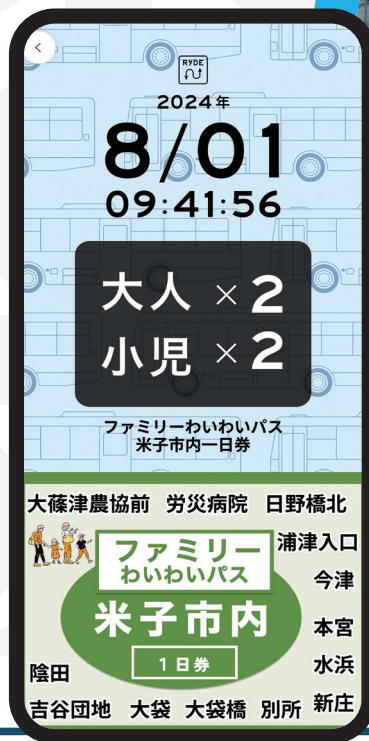 RYDE
2024年
8/01
09:41:56
大人 ×2
小児 ×2
ファミリーわいわいパス
米子市内一日券
大篠津農協前 労災病院 日野橋北
浦津入口
ファミリー
わいわいパス
今津
米子市内
本宮
1日券
水浜
陰田
吉谷団地 大袋 大袋橋 別所 新庄